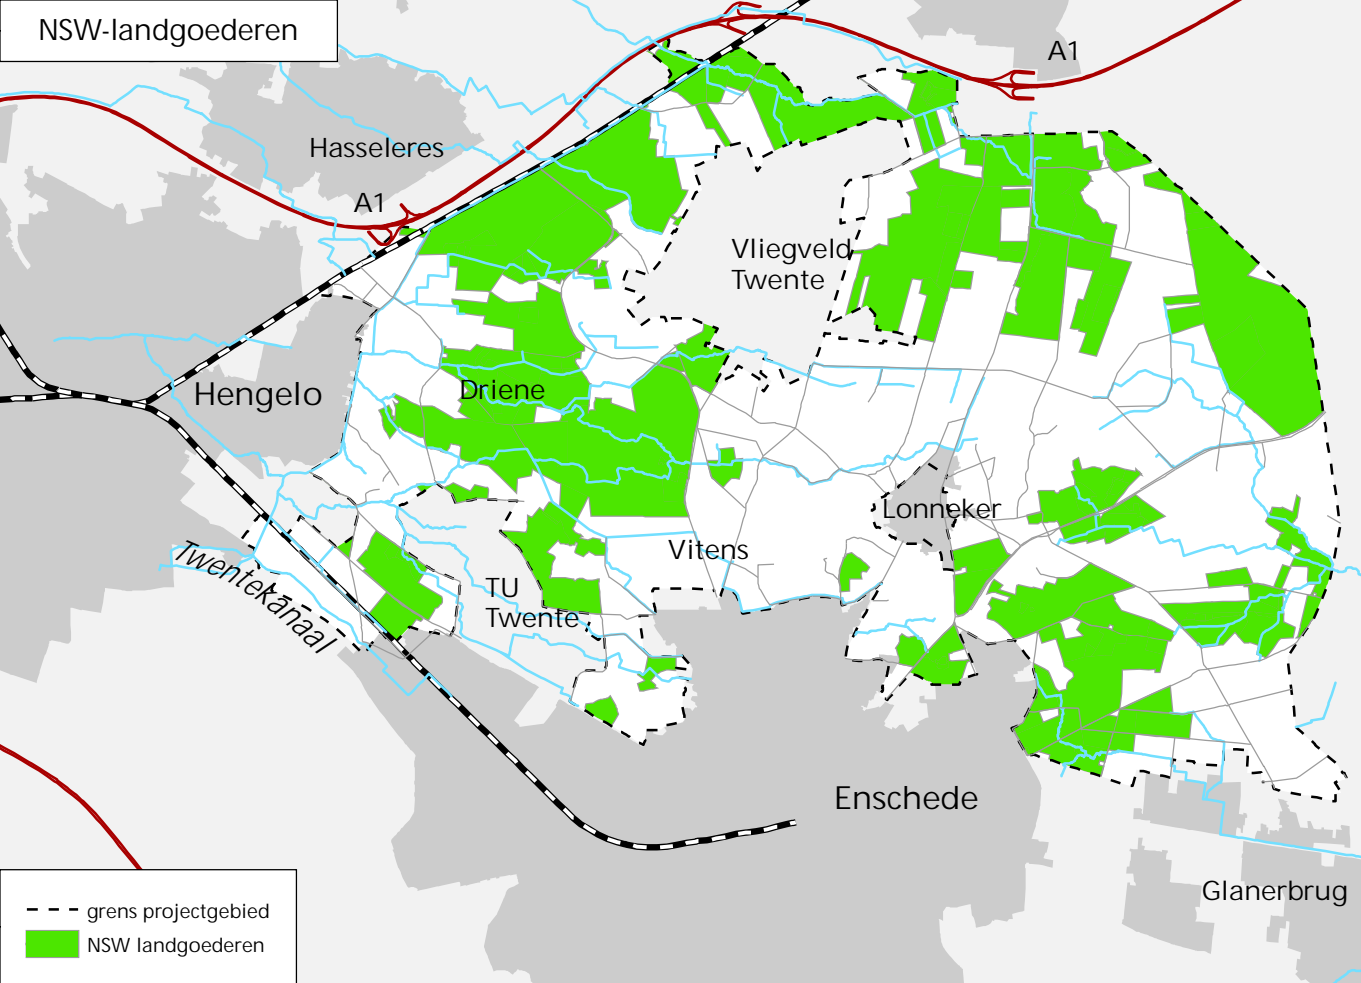 NSW-landgoederen
A1
Hasseleres
A1
Vliegveld
Twente
Hengelo
Driene
Lonneker
Vitens
Twentekanaal
TU
Twente
Enschede
Glanerbrug
grens projectgebied
NSW landgoederen